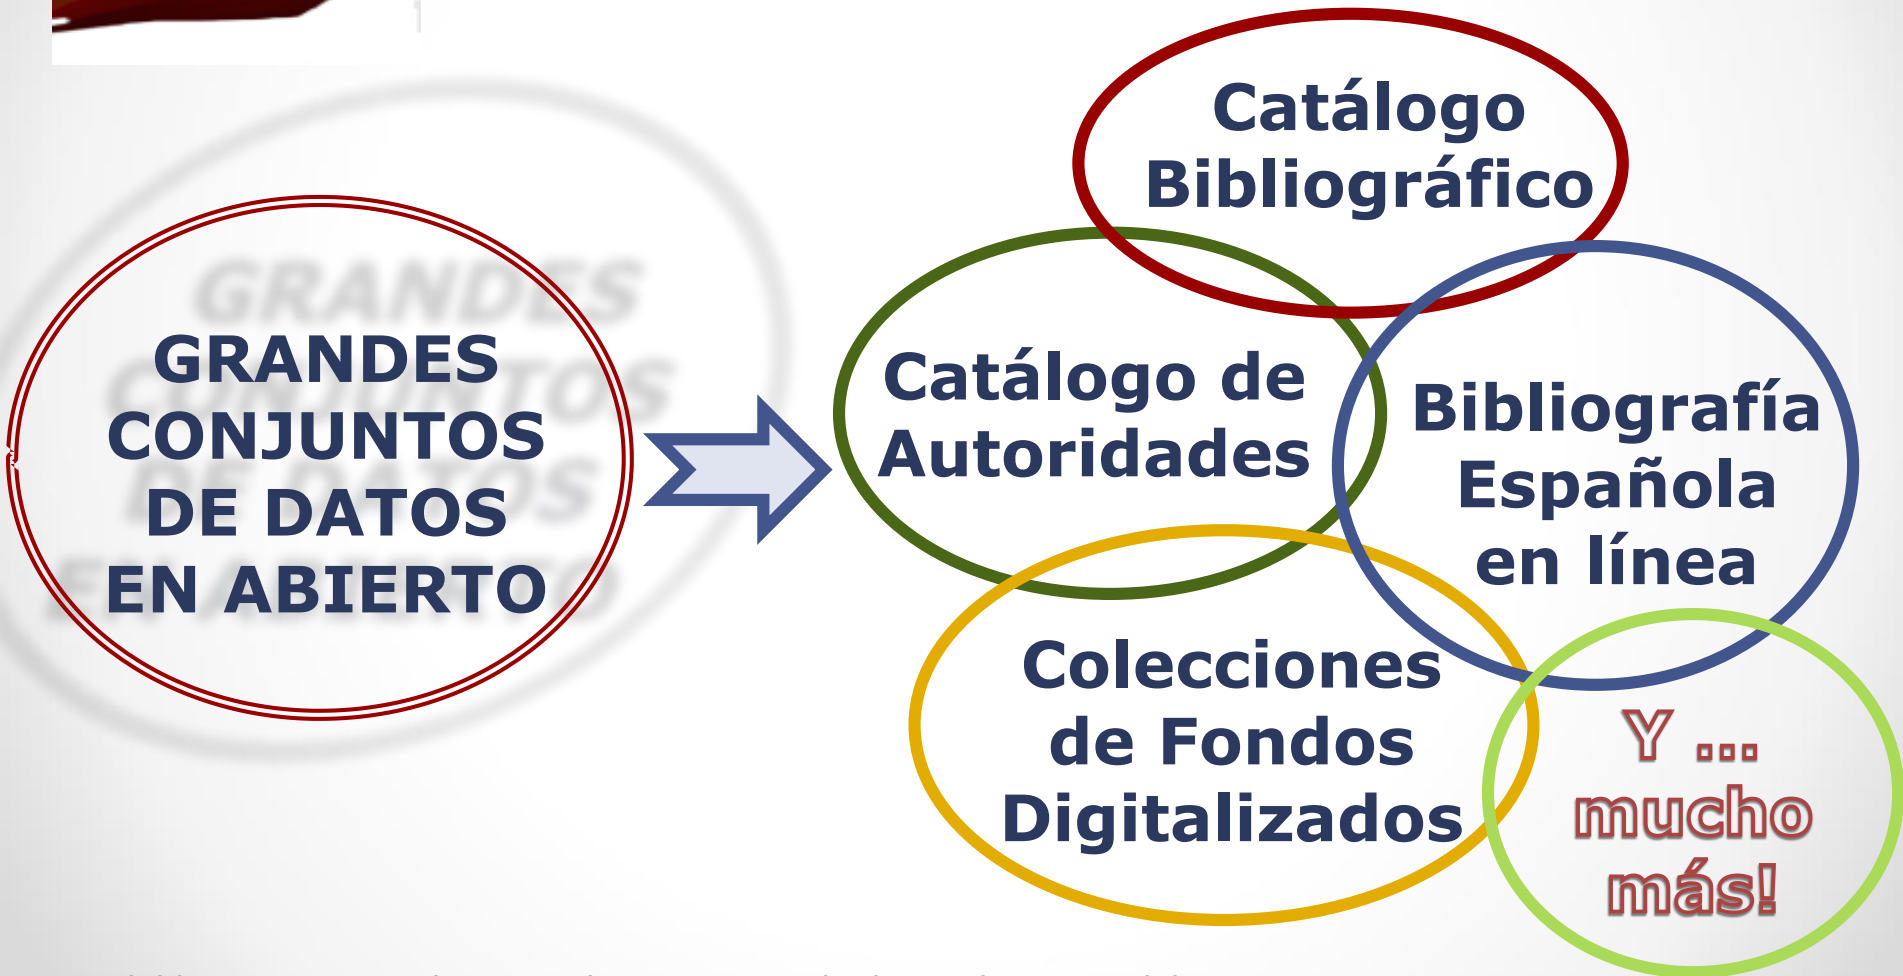 GRANDES
CONJUNTOS
DE DATOS
EN ABIERTO
Catálogo
Bibliográfico
Catálogo de
Autoridades
Bibliografía
Española
en línea
Colecciones
de Fondos
Digitalizados
Y ...
mucho
más!